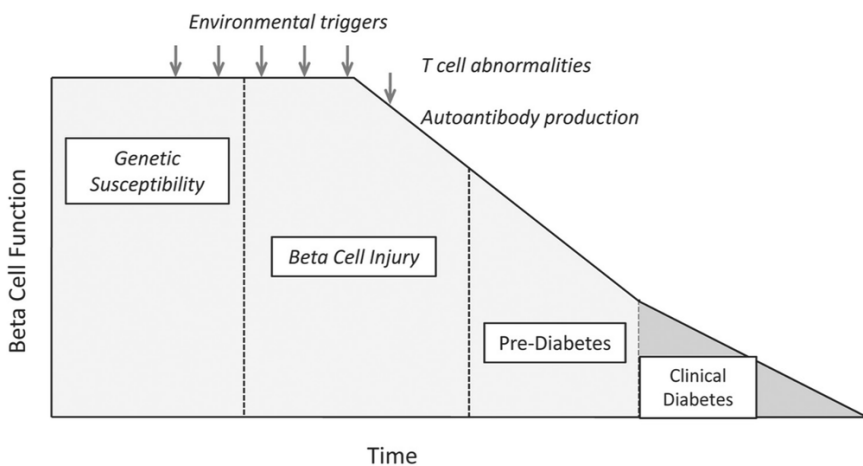 Environmental triggers
T cell abnormalities
Autoantibody production
Genetic
Susceptibility
Beta Cell Injury
Pre-Diabetes
Clinical
Diabetes
Beta Cell Function
Time